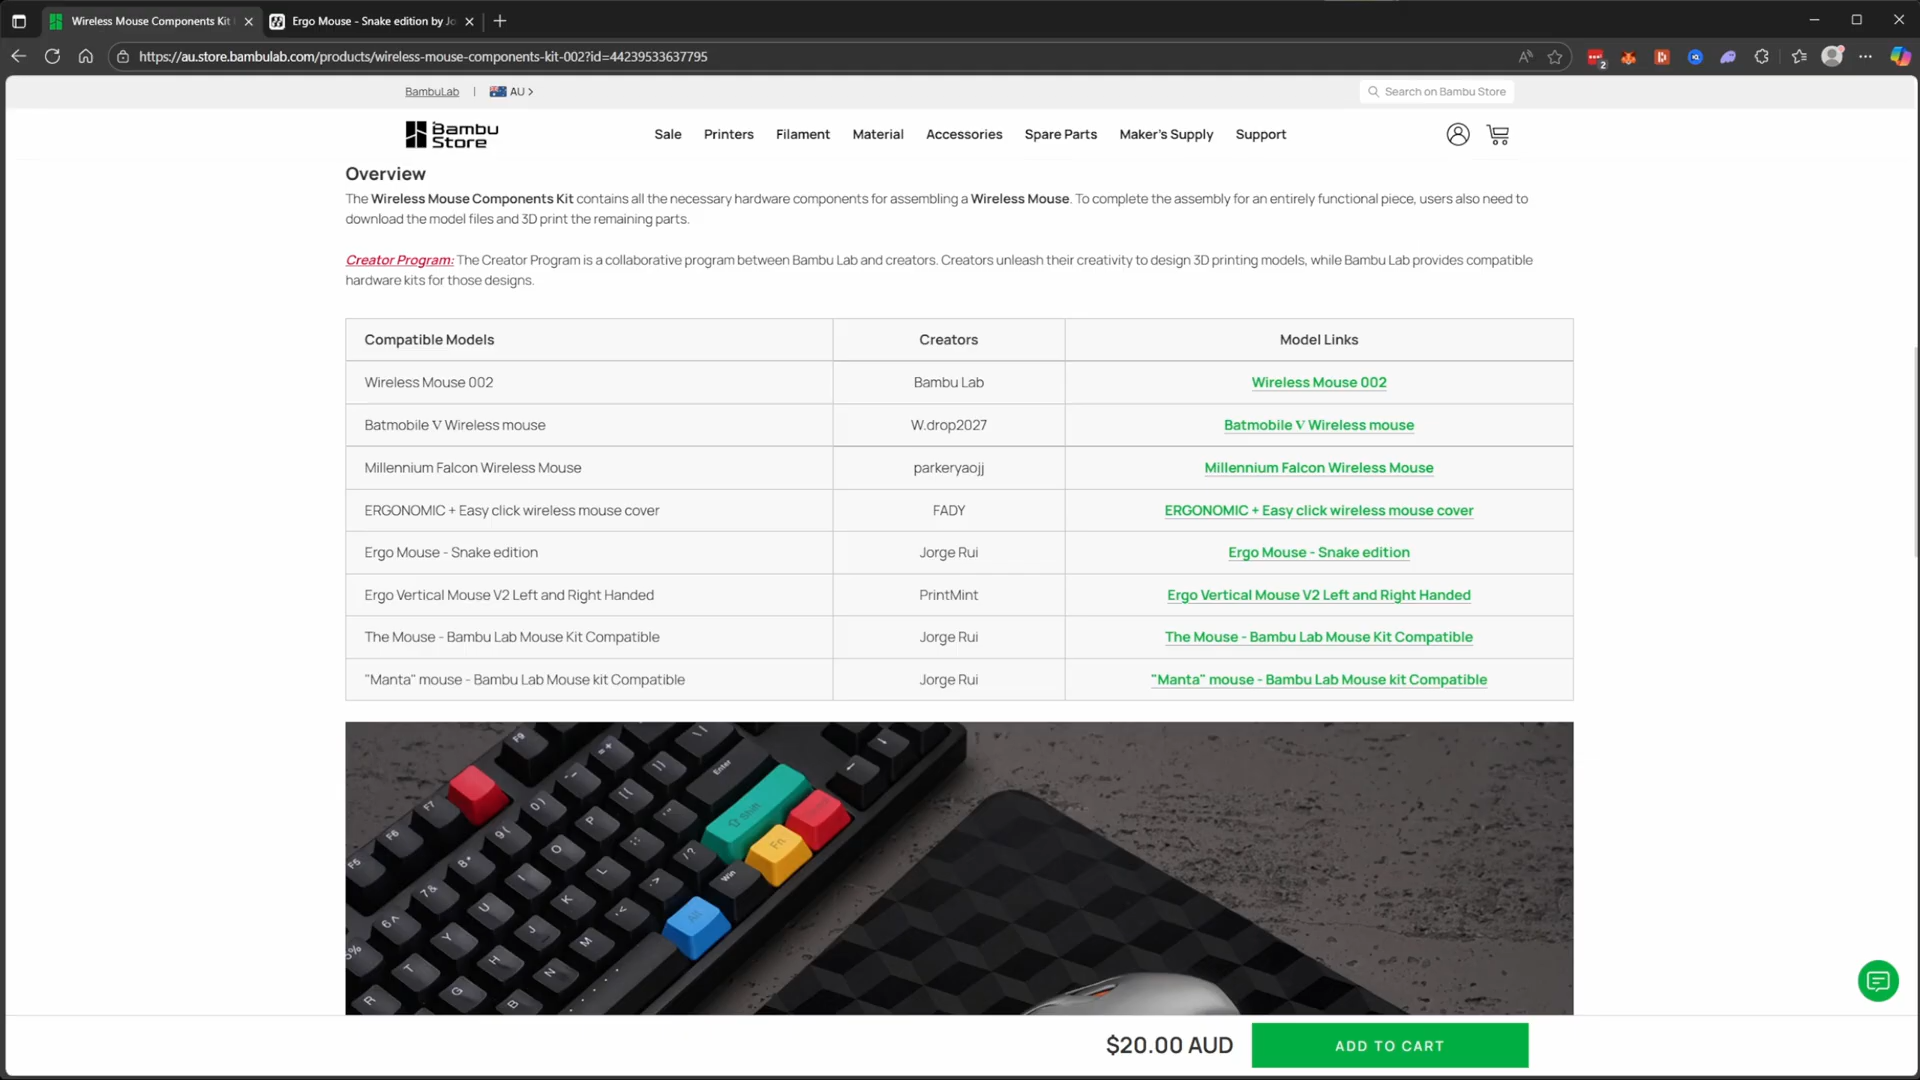 Wireless Mouse Components Kit
Ergo Mouse - Snake edition by Jo
https://au.store.bambulab.com/products/wireless-mouse-components-kit-002?id=44239533637795
2
BambuLab | AU >
Search on Bambu Store
Bambu Store
Sale Printers Filament Material Accessories Spare Parts Maker's Supply Support
Overview
The Wireless Mouse Components Kit contains all the necessary hardware components for assembling a Wireless Mouse. To complete the assembly for an entirely functional piece, users also need to
download the model files and 3D print the remaining parts.
Creator Program: The Creator Program is a collaborative program between Bambu Lab and creators. Creators unleash their creativity to design 3D printing models, while Bambu Lab provides compatible
hardware kits for those designs.
Compatible Models Creators Model Links
Wireless Mouse 002 Bambu Lab Wireless Mouse 002
Batmobile V Wireless mouse W.drop2027 Batmobile V Wireless mouse
Millennium Falcon Wireless Mouse parkeryaojj Millennium Falcon Wireless Mouse
ERGONOMIC + Easy click wireless mouse cover FADY ERGONOMIC + Easy click wireless mouse cover
Ergo Mouse - Snake edition Jorge Rui Ergo Mouse - Snake edition
Ergo Vertical Mouse V2 Left and Right Handed PrintMint Ergo Vertical Mouse V2 Left and Right Handed
The Mouse - Bambu Lab Mouse Kit Compatible Jorge Rui The Mouse - Bambu Lab Mouse Kit Compatible
"Manta" mouse - Bambu Lab Mouse kit Compatible Jorge Rui "Manta" mouse - Bambu Lab Mouse kit Compatible
F9
Enter
F7
F6
F5
Shift
Fn
Win
Alt
P
O
L
I
K
U
J
M
Y
H
N
T
G
B
R
$20.00 AUD ADD TO CART